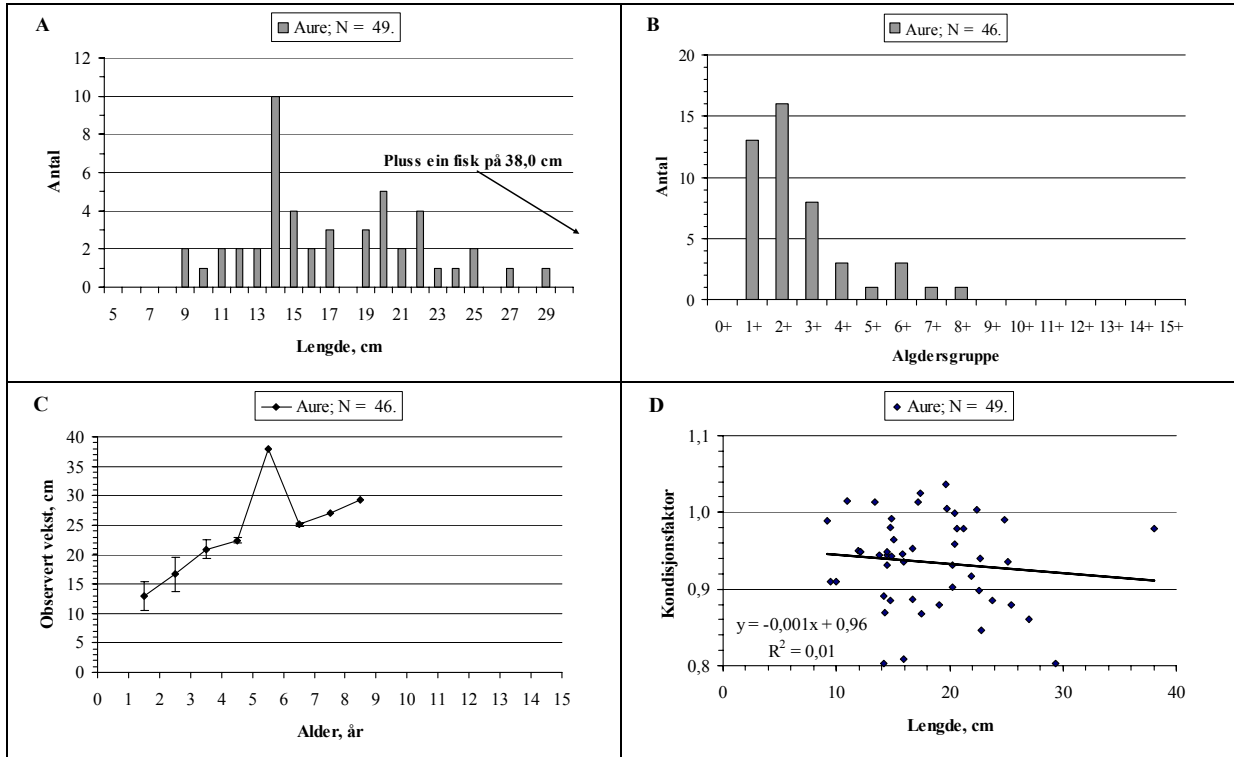 A
Aure; N = 49.
Antal
12
10
8
6
4
2
0
Pluss ein fisk på 38,0 cm
5 7 9 11 13 15 17 19 21 23 25 27 29
Lengde, cm
B
Aure; N = 46.
Antal
20
15
10
5
0
0+ 1+ 2+ 3+ 4+ 5+ 6+ 7+ 8+ 9+ 10+ 11+ 12+ 13+ 14+ 15+
Algdersgruppe
C
Aure; N = 46.
Observert vekst, cm
40
35
30
25
20
15
10
5
0
0 1 2 3 4 5 6 7 8 9 10 11 12 13 14 15
Alder, år
D
Aure; N = 49.
Kondisjonsfaktor
1,1
1,0
0,9
0,8
y = -0,001x + 0,96
R² = 0,01
0 10 20 30 40
Lengde, cm